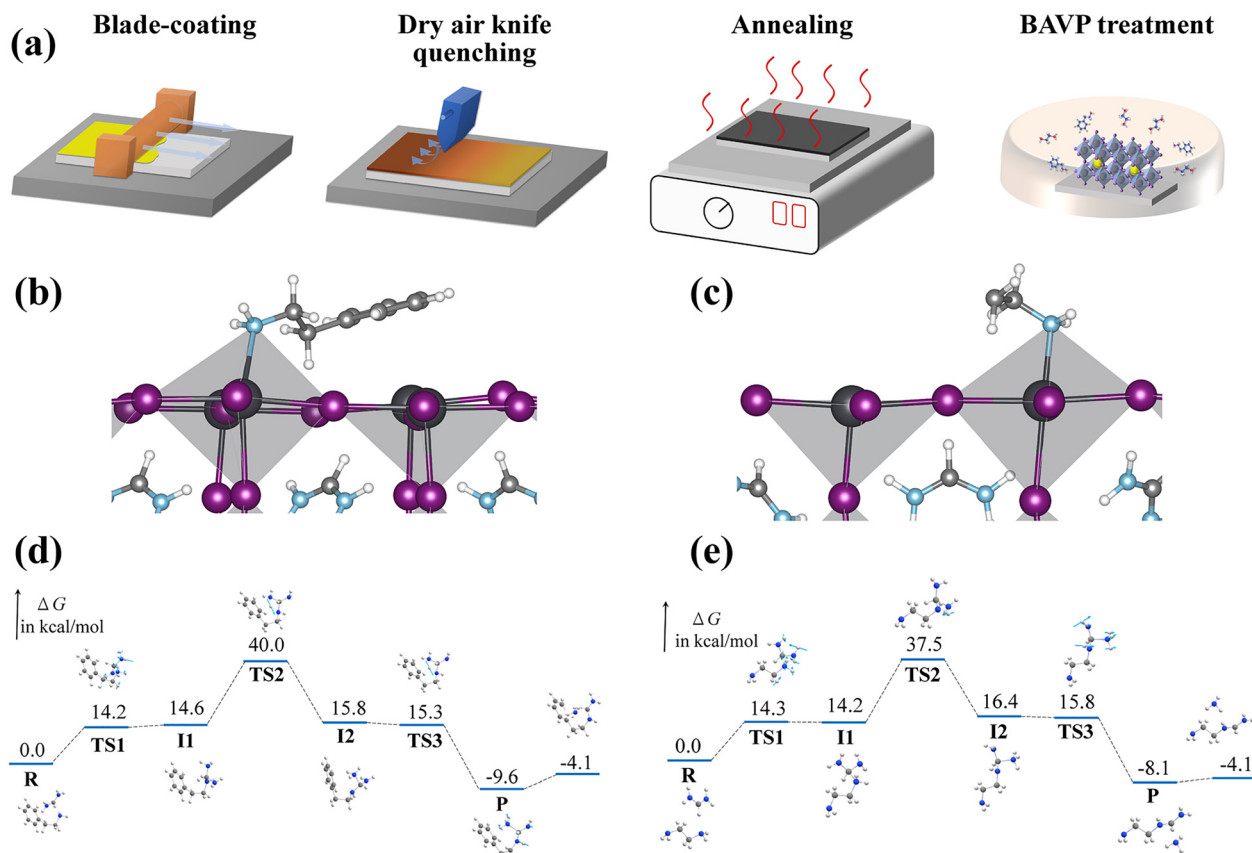 (a)
Blade-coating
Dry air knife
quenching
Annealing
BAVP treatment
(b)
(c)
(d)
Δ G
in kcal/mol
0.0
R
14.2
TS1
14.6
I1
40.0
TS2
15.8
I2
15.3
TS3
-9.6
P
-4.1
(e)
Δ G
in kcal/mol
0.0
R
14.3
TS1
14.2
I1
37.5
TS2
16.4
I2
15.8
TS3
-8.1
P
-4.1